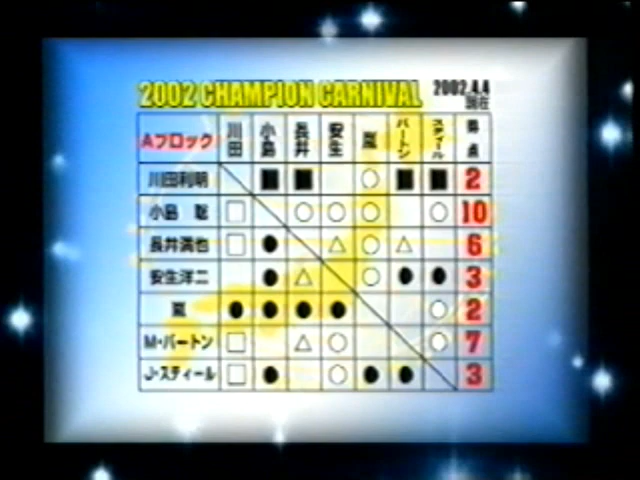 2002 CHAMPION CARNIVAL 2002.4.4 現在
Aブロック 川田 小島 長井 安生 嵐 バートン スティール 得点
川田利明 ■ ■ ○ ■ ■ 2
小島 聡 □ ○ ○ ○ ○ 10
長井満也 □ ● △ ○ △ 6
安生洋二 ● △ ○ ● ● 3
嵐 ● ● ● ● ○ 2
M・バートン □ △ ○ ○ 7
J・スティール □ ● ○ ● ● 3